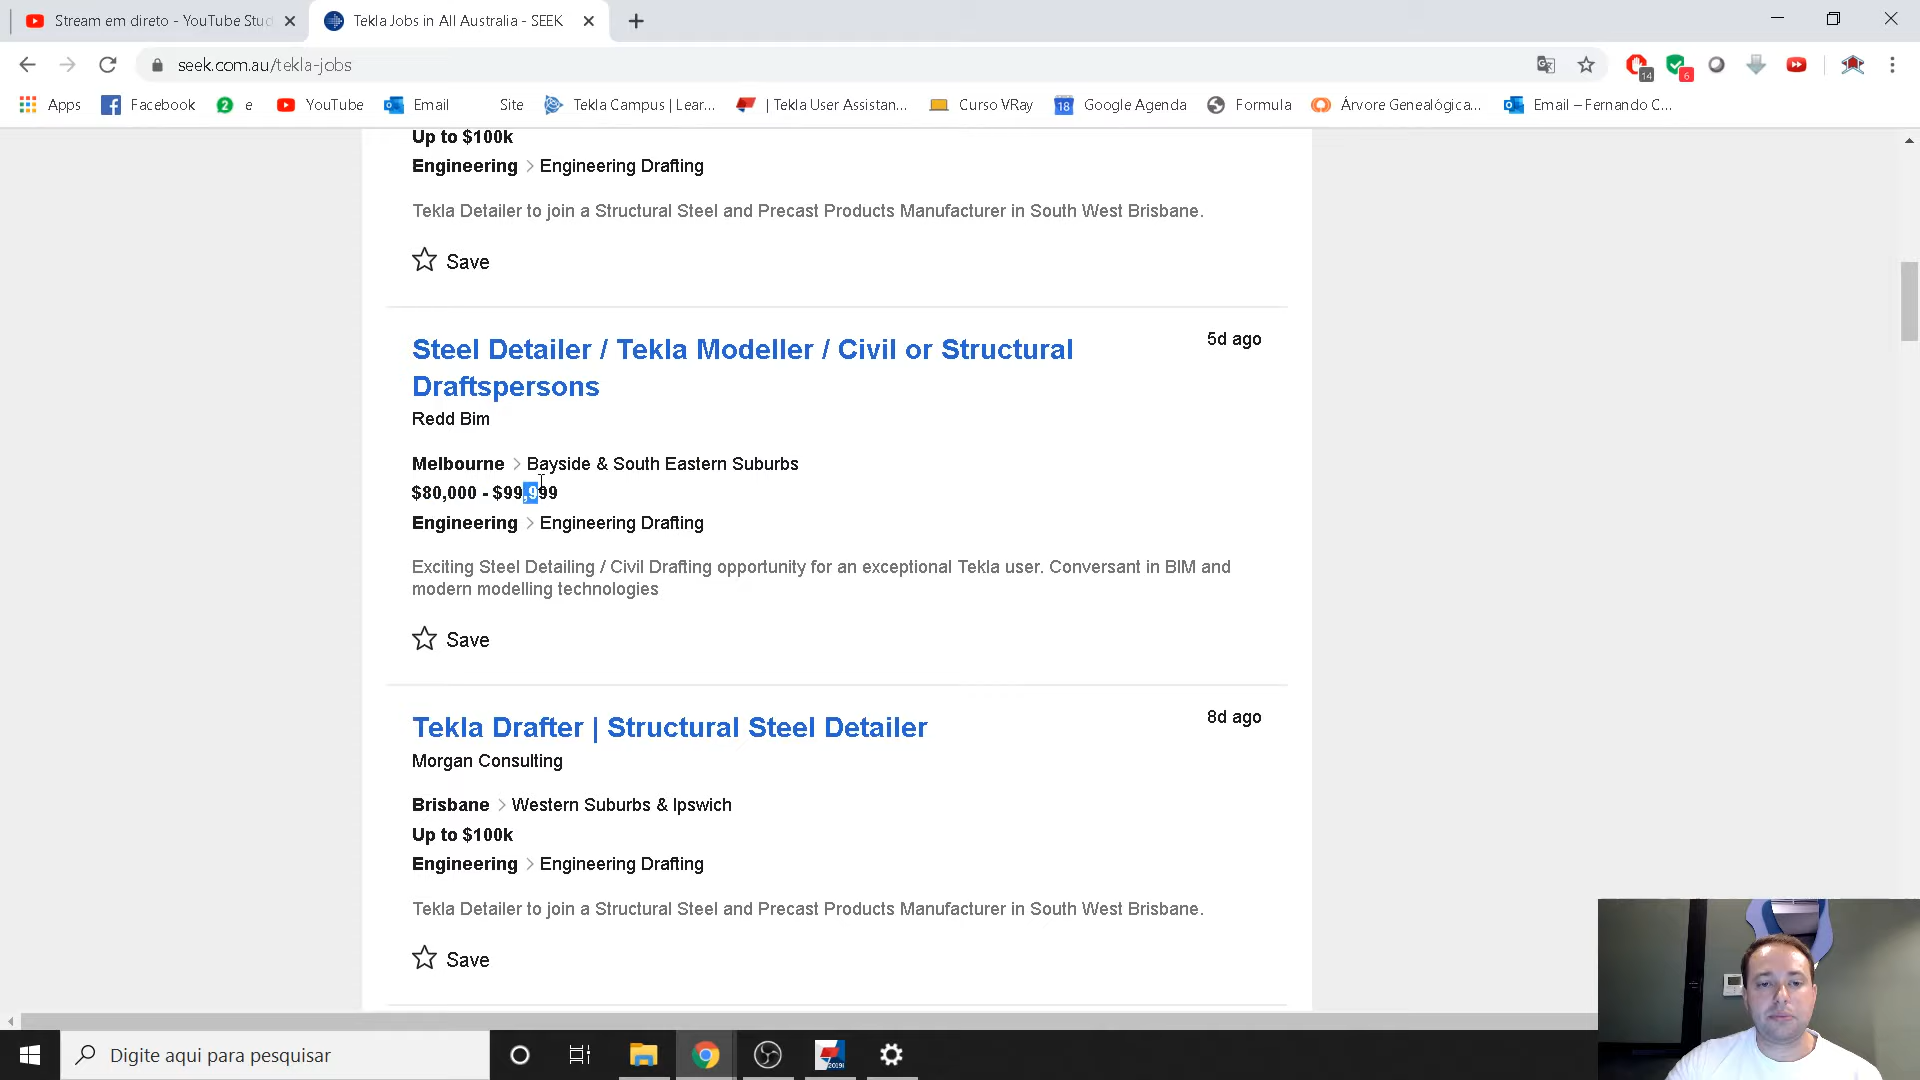 Stream em direto - YouTube Stud
Tekla Jobs in All Australia - SEEK
seek.com.au/tekla-jobs
14
6
Apps
Facebook
2
e
YouTube
Email
Site
Tekla Campus | Lear...
| Tekla User Assistan...
Curso VRay
18
Google Agenda
Formula
Árvore Genealógica...
Email – Fernando C...
Up to $100k
Engineering > Engineering Drafting
Tekla Detailer to join a Structural Steel and Precast Products Manufacturer in South West Brisbane.
Save
Steel Detailer / Tekla Modeller / Civil or Structural
Draftspersons
5d ago
Redd Bim
Melbourne > Bayside & South Eastern Suburbs
$80,000 - $99,999
Engineering > Engineering Drafting
Exciting Steel Detailing / Civil Drafting opportunity for an exceptional Tekla user. Conversant in BIM and
modern modelling technologies
Save
Tekla Drafter | Structural Steel Detailer
8d ago
Morgan Consulting
Brisbane > Western Suburbs & Ipswich
Up to $100k
Engineering > Engineering Drafting
Tekla Detailer to join a Structural Steel and Precast Products Manufacturer in South West Brisbane.
Save
Digite aqui para pesquisar
2019i